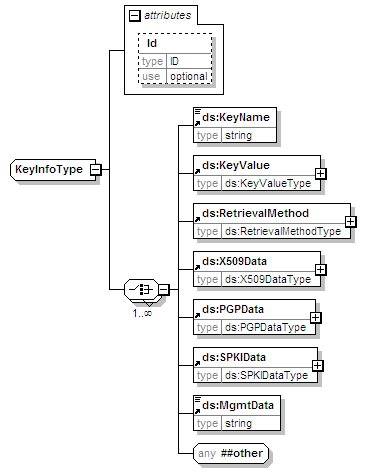 attributes
Id
type ID
use optional
KeyInfoType
1..∞
ds:KeyName
type string
ds:KeyValue
type ds:KeyValueType
ds:RetrievalMethod
type ds:RetrievalMethodType
ds:X509Data
type ds:X509DataType
ds:PGPData
type ds:PGPDataType
ds:SPKIData
type ds:SPKIDataType
ds:MgmtData
type string
any ##other